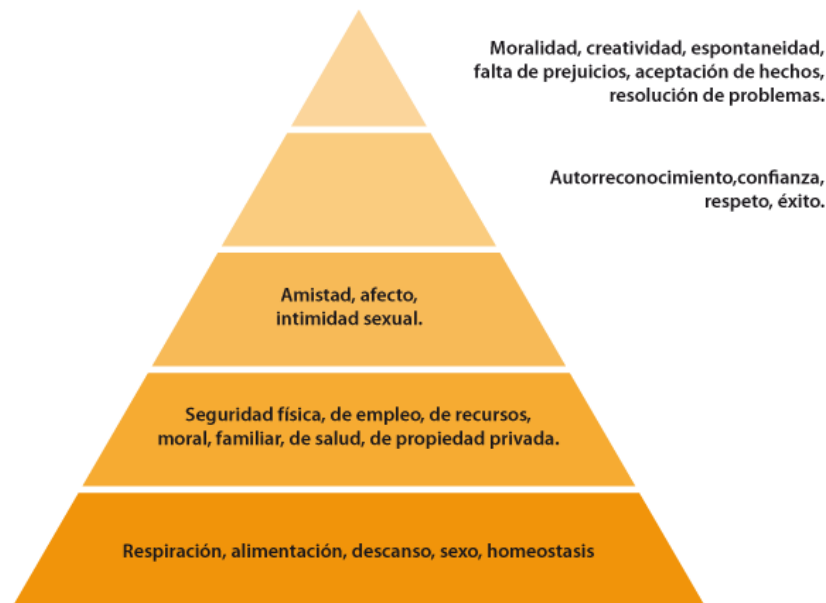 Moralidad, creatividad, espontaneidad,
falta de prejuicios, aceptación de hechos,
resolución de problemas.
Autorreconocimiento,confianza,
respeto, éxito.
Amistad, afecto,
intimidad sexual.
Seguridad física, de empleo, de recursos,
moral, familiar, de salud, de propiedad privada.
Respiración, alimentación, descanso, sexo, homeostasis